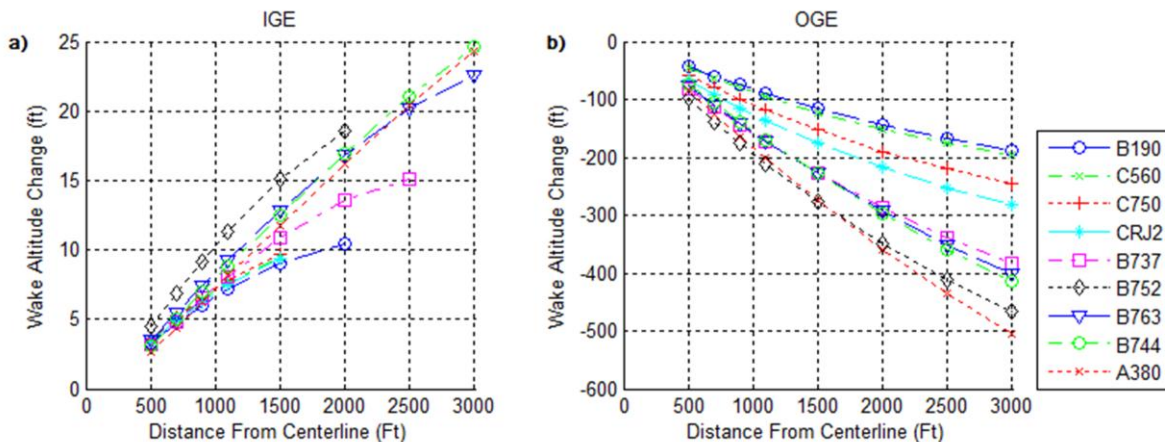 IGE
a)
Wake Altitude Change (ft)
25
20
15
10
5
0
0 500 1000 1500 2000 2500 3000
Distance From Centerline (Ft)
OGE
b)
Wake Altitude Change (ft)
0
-100
-200
-300
-400
-500
-600
0 500 1000 1500 2000 2500 3000
Distance From Centerline (Ft)
B190
C560
C750
CRJ2
B737
B752
B763
B744
A380